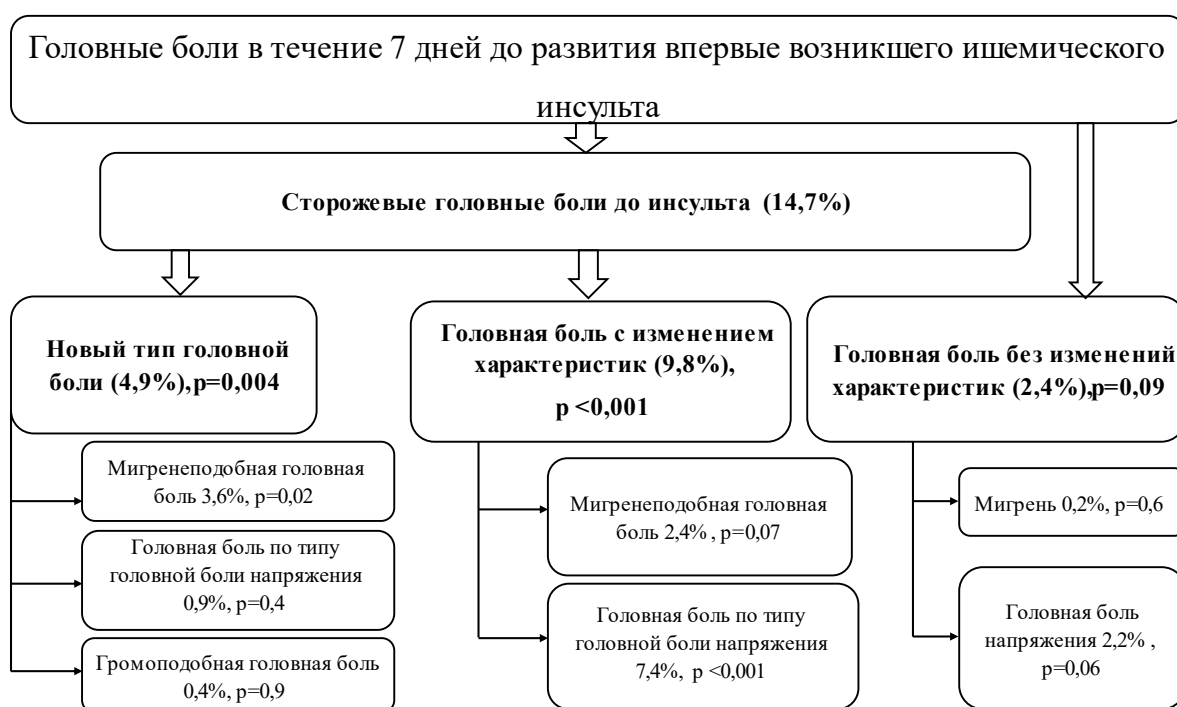 Головные боли в течение 7 дней до развития впервые возникшего ишемического
инсульта
Сторожевые головные боли до инсульта (14,7%)
Новый тип головной
боли (4,9%),p=0,004
Мигренеподобная головная
боль 3,6%, p=0,02
Головная боль по типу
головной боли напряжения
0,9%, p=0,4
Громоподобная головная боль
0,4%, p=0,9
Головная боль с изменением
характеристик (9,8%),
p <0,001
Мигренеподобная головная
боль 2,4% , p=0,07
Головная боль по типу
головной боли напряжения
7,4%, p <0,001
Головная боль без изменений
характеристик (2,4%),p=0,09
Мигрень 0,2%, p=0,6
Головная боль
напряжения 2,2% ,
p=0,06